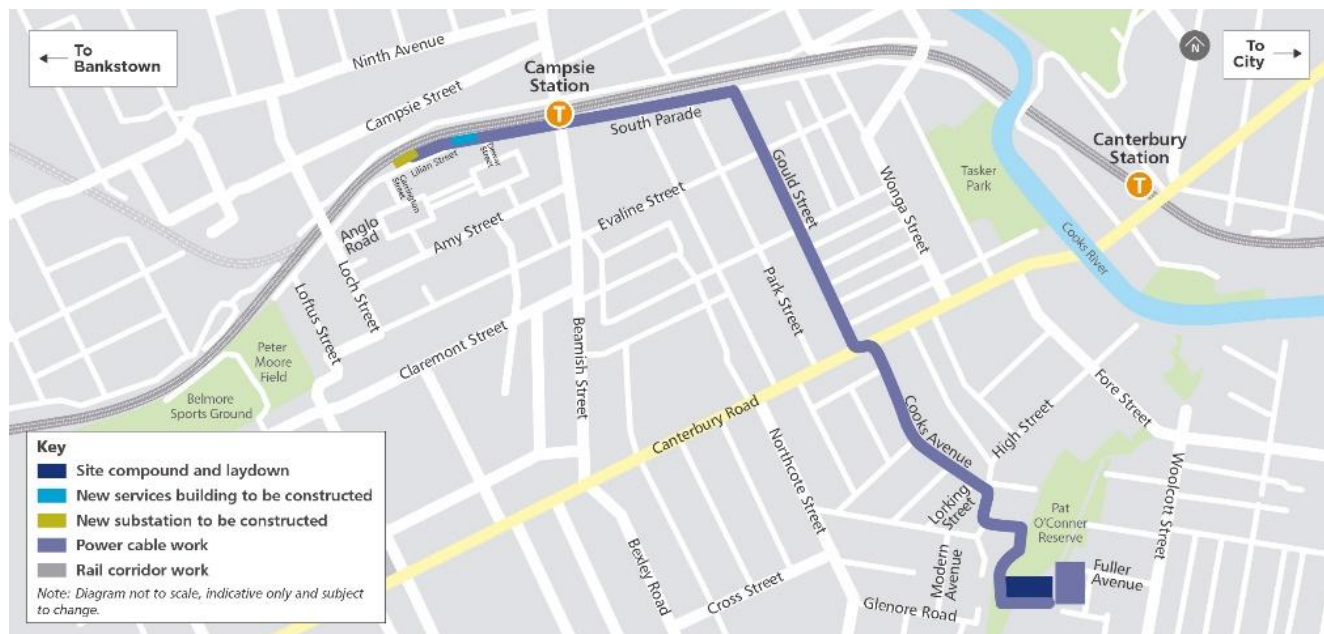 To
Bankstown
Ninth Avenue
Campsie
Station
T
N
To
City
Campsie Street
South Parade
Canterbury
Station
T
Lilian Street
Dewar
Street
Carrington
Street
Gould Street
Wonga Street
Tasker
Park
Anglo
Road
Amy Street
Evaline Street
Cooks River
Loch Street
Loftus Street
Park Street
Peter
Moore
Field
Claremont Street
Beamish Street
Belmore
Sports Ground
Fore Street
Canterbury Road
Cooks Avenue
High Street
Northcote Street
Woolcott Street
Lorking
Street
Pat
O'Conner
Reserve
Bexley Road
Modern
Avenue
Fuller
Avenue
Cross Street
Glenore Road
Key
Site compound and laydown
New services building to be constructed
New substation to be constructed
Power cable work
Rail corridor work
Note: Diagram not to scale, indicative only and subject
to change.